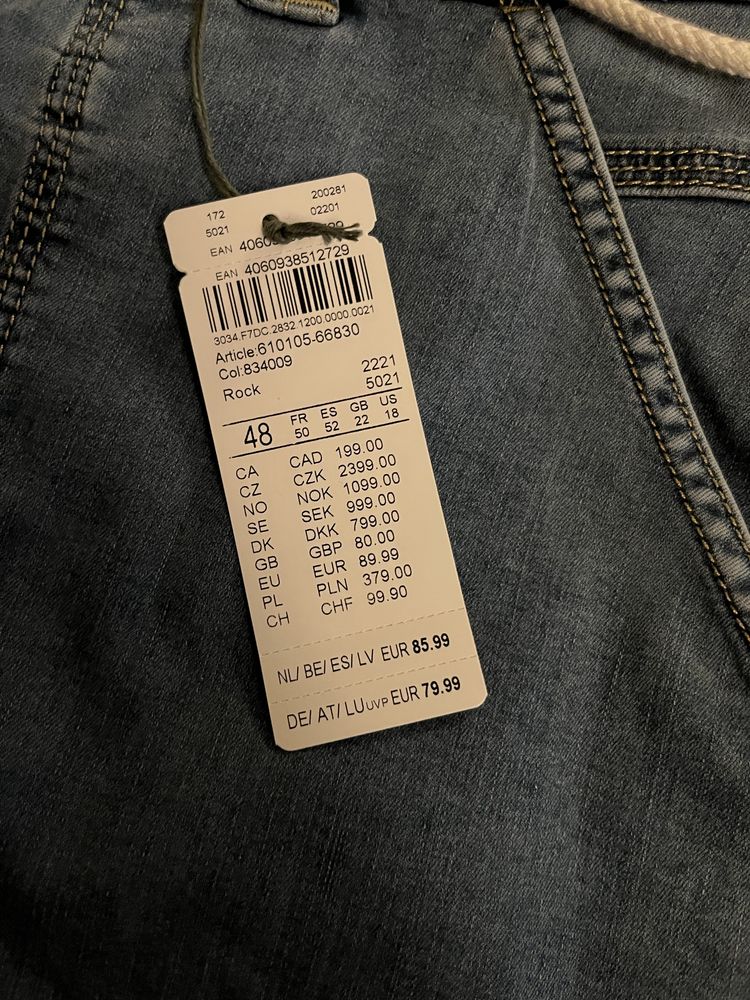 172 200281
5021 02201
EAN 4060
EAN 4060938512729
3034.F7DC.2832.1200.0000.0021
Article:610105-66830
Col:834009
Rock 2221
5021
48 FR 50 ES 52 GB 22 US 18
CA CAD 199.00
CZ CZK 2399.00
NO NOK 1099.00
SE SEK 999.00
DK DKK 799.00
GB GBP 80.00
EU EUR 89.99
PL PLN 379.00
CH CHF 99.90
NL/ BE/ ES/ LV EUR 85.99
DE/ AT/ LU UVP EUR 79.99